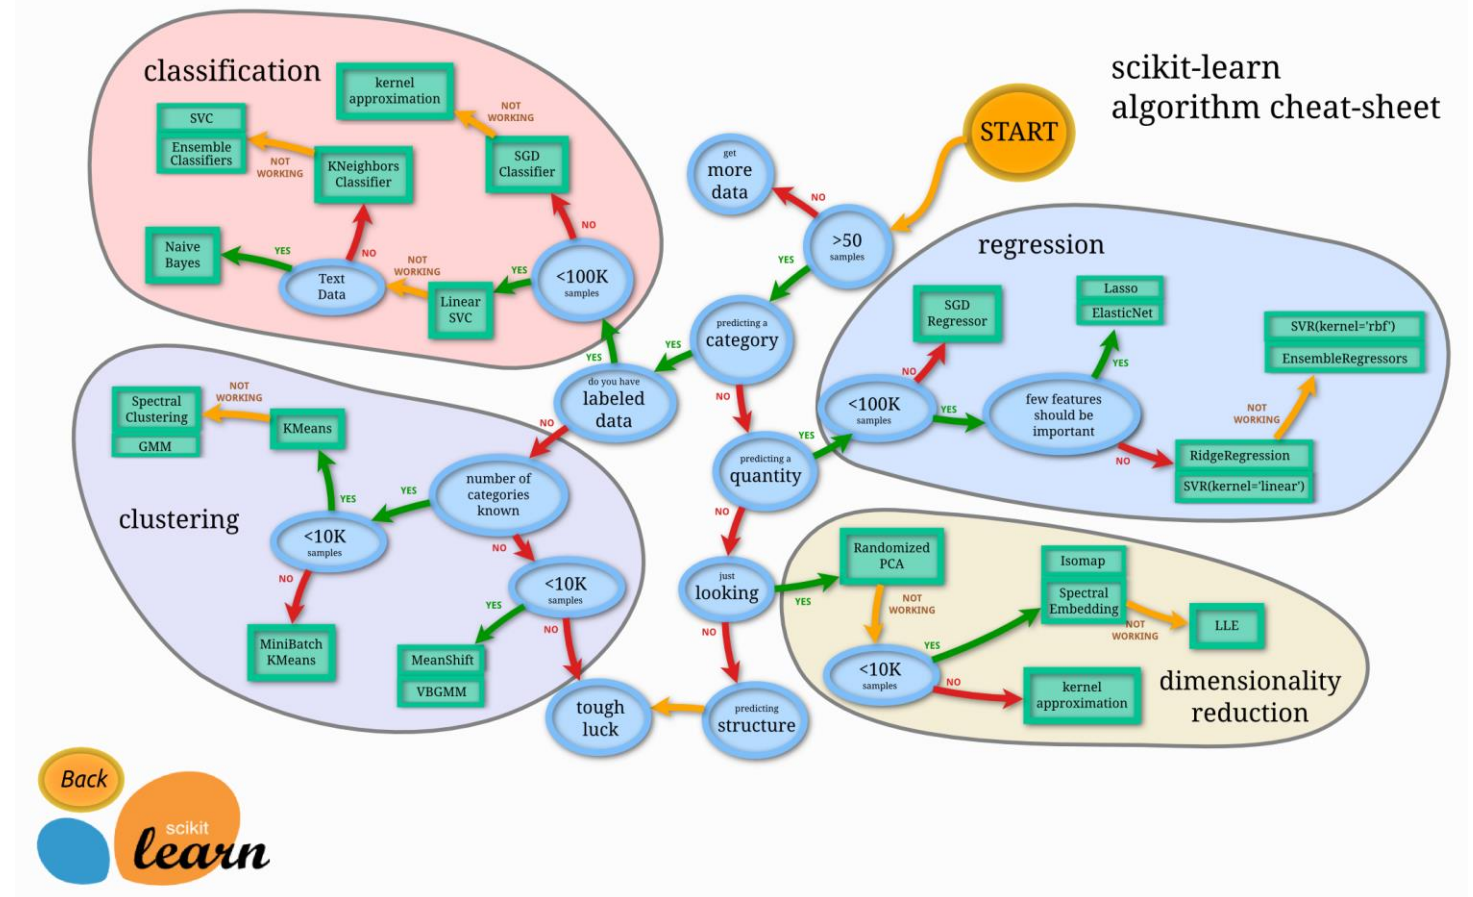 scikit-learn
algorithm cheat-sheet
START
get
more
data
NO
>50
samples
YES
predicting a
category
YES
NO
do you have
labeled
data
YES
NO
predicting a
quantity
YES
NO
just
looking
YES
NO
predicting
structure
tough
luck
classification
kernel
approximation
NOT
WORKING
SVC
Ensemble
Classifiers
NOT
WORKING
KNeighbors
Classifier
SGD
Classifier
NO
Naive
Bayes
YES
NO
Text
Data
NOT
WORKING
Linear
SVC
YES
<100K
samples
regression
SGD
Regressor
Lasso
ElasticNet
SVR(kernel='rbf')
EnsembleRegressors
NO
YES
<100K
samples
YES
few features
should be
important
NOT
WORKING
NO
RidgeRegression
SVR(kernel='linear')
clustering
Spectral
Clustering
GMM
NOT
WORKING
KMeans
number of
categories
known
YES
YES
<10K
samples
NO
NO
<10K
samples
YES
NO
MiniBatch
KMeans
MeanShift
VBGMM
Randomized
PCA
NOT
WORKING
Isomap
Spectral
Embedding
NOT
WORKING
LLE
YES
<10K
samples
NO
kernel
approximation
dimensionality
reduction
Back
scikit
learn